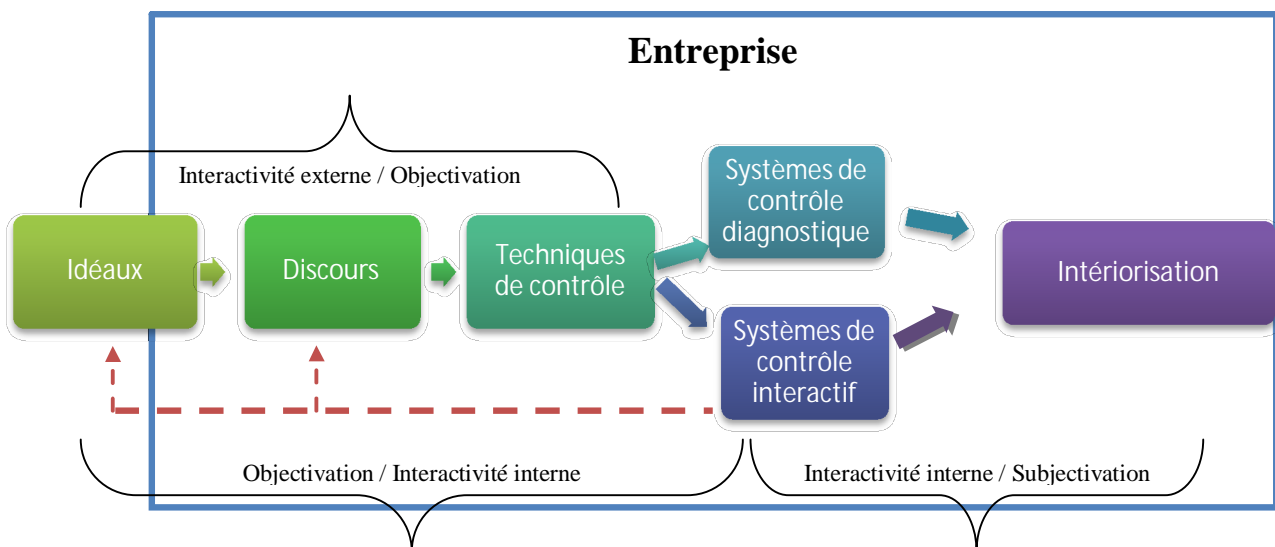 Entreprise
Interactivité externe / Objectivation
Idéaux
Discours
Techniques
de contrôle
Systèmes de
contrôle
diagnostique
Systèmes de
contrôle
interactif
Intériorisation
Objectivation / Interactivité interne
Interactivité interne / Subjectivation